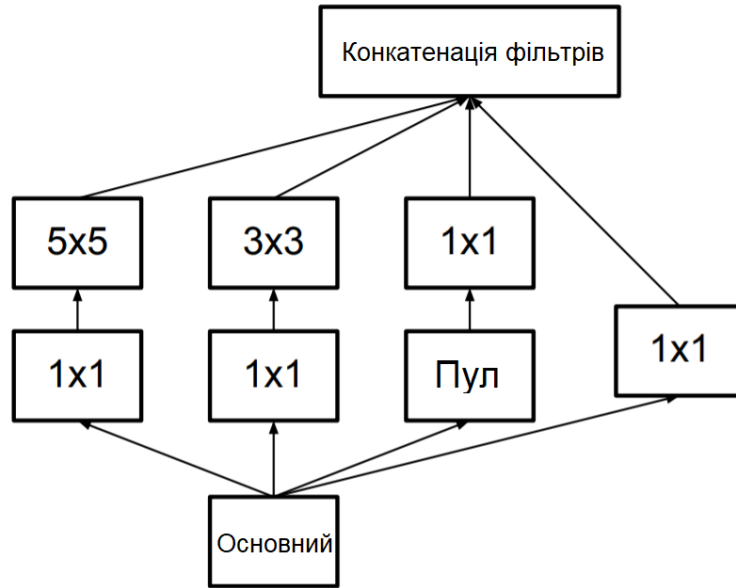 Конкатенація фільтрів
5x5
3x3
1x1
1x1
1x1
Пул
1x1
Основний